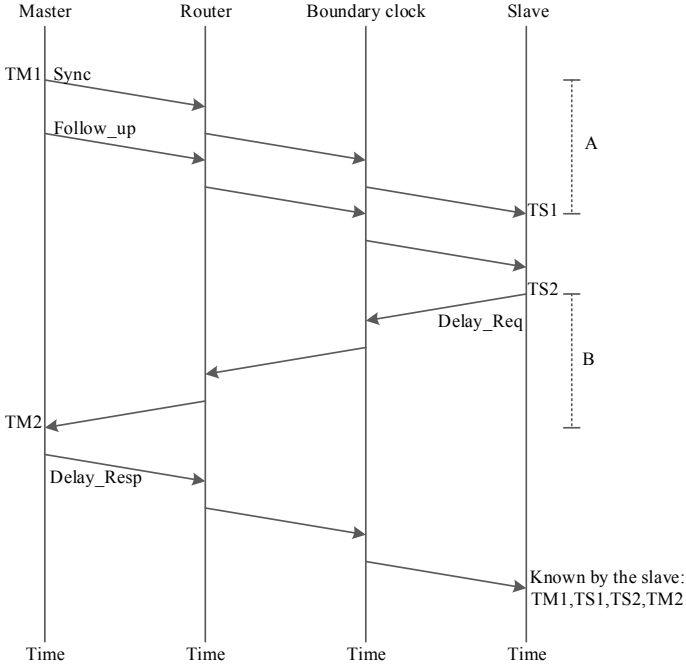 Master Router Boundary clock Slave
TM1 Sync
Follow_up
A
TS1
TS2
Delay_Req
B
TM2
Delay_Resp
Known by the slave:
TM1,TS1,TS2,TM2
Time Time Time Time